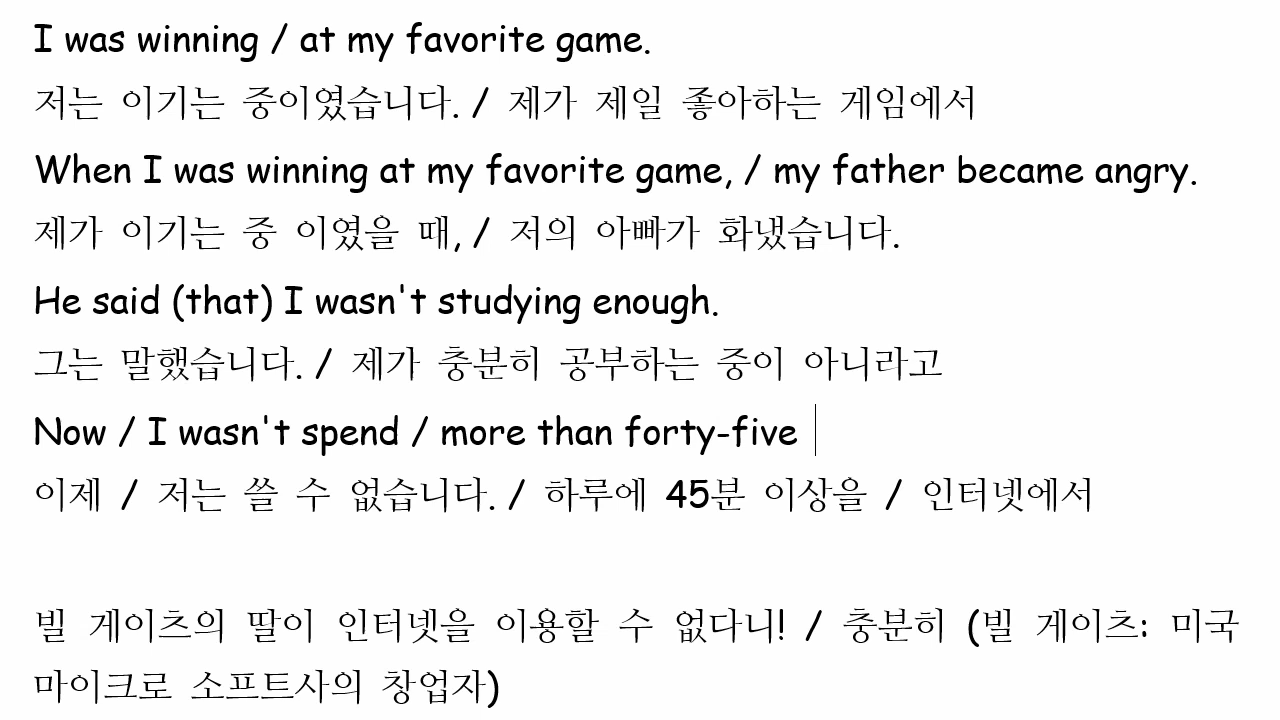 I was winning / at my favorite game.
저는 이기는 중이였습니다. / 제가 제일 좋아하는 게임에서
When I was winning at my favorite game, / my father became angry.
제가 이기는 중 이였을 때, / 저의 아빠가 화냈습니다.
He said (that) I wasn't studying enough.
그는 말했습니다. / 제가 충분히 공부하는 중이 아니라고
Now / I wasn't spend / more than forty-five
이제 / 저는 쓸 수 없습니다. / 하루에 45분 이상을 / 인터넷에서
빌 게이츠의 딸이 인터넷을 이용할 수 없다니! / 충분히 (빌 게이츠: 미국
마이크로 소프트사의 창업자)